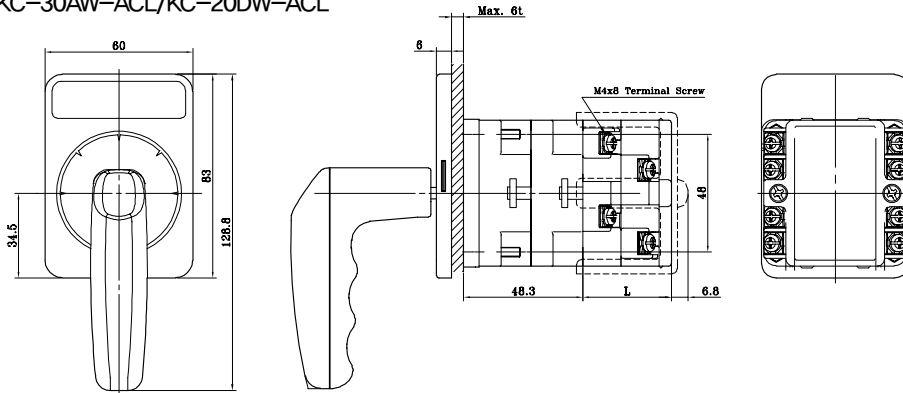 KC-30AW-ACL/KC-20DW-ACL
Max. 6t
60
6
M4x8 Terminal Screw
83
128.8
34.5
48
48.3
L
6.8